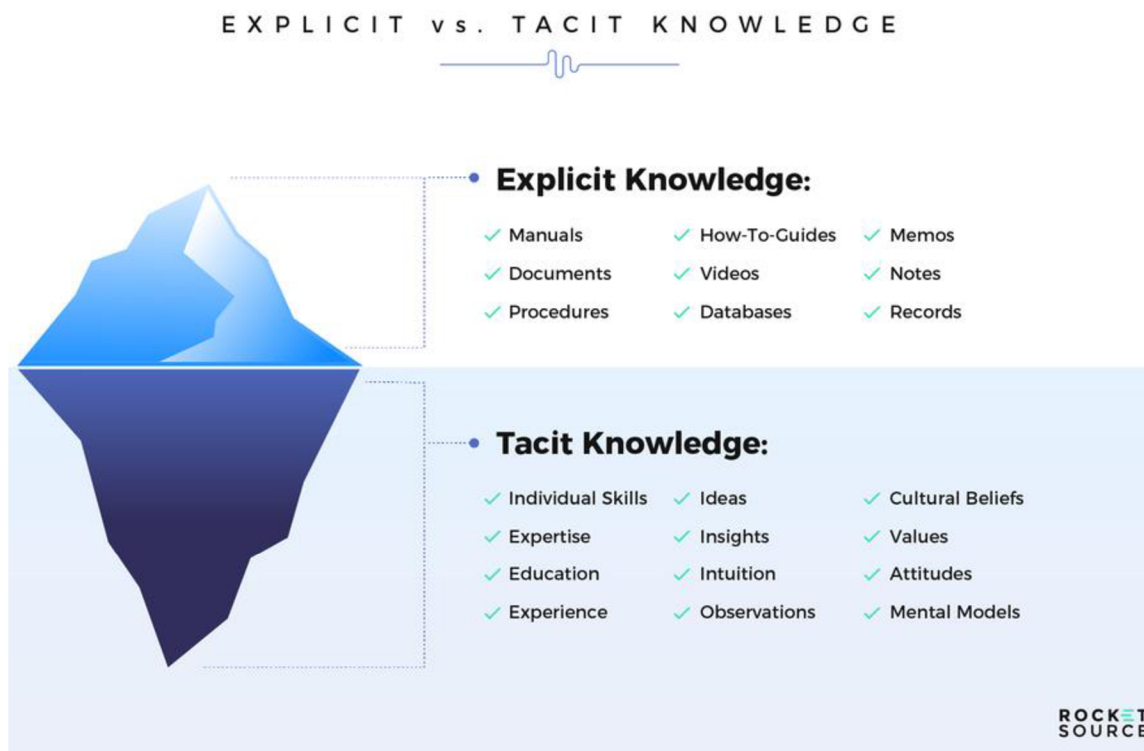 EXPLICIT vs. TACIT KNOWLEDGE
Explicit Knowledge:
Manuals
Documents
Procedures
How-To-Guides
Videos
Databases
Memos
Notes
Records
Tacit Knowledge:
Individual Skills
Expertise
Education
Experience
Ideas
Insights
Intuition
Observations
Cultural Beliefs
Values
Attitudes
Mental Models
ROCKET
SOURCE